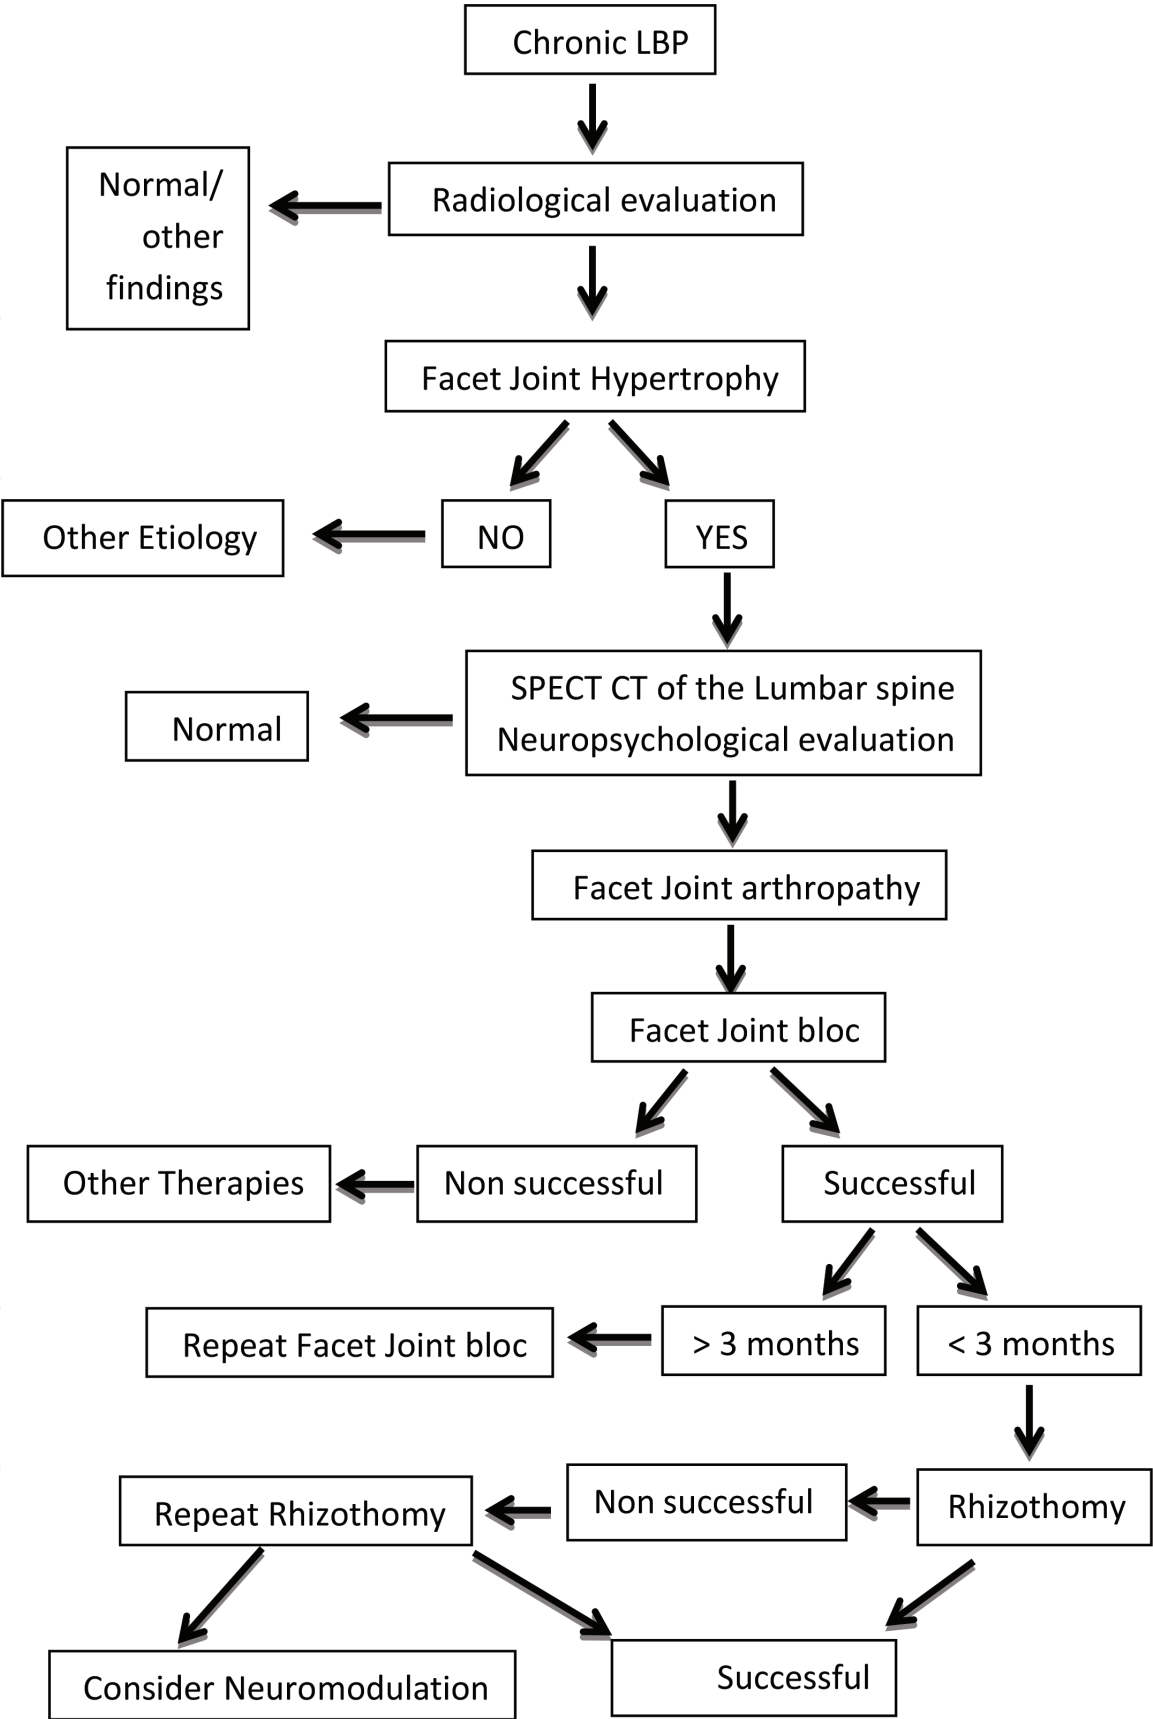 Chronic LBP
Radiological evaluation
Normal/
other
findings
Facet Joint Hypertrophy
Other Etiology
NO
YES
SPECT CT of the Lumbar spine
Neuropsychological evaluation
Normal
Facet Joint arthropathy
Facet Joint bloc
Other Therapies
Non successful
Successful
Repeat Facet Joint bloc
> 3 months
< 3 months
Repeat Rhizothomy
Non successful
Rhizothomy
Consider Neuromodulation
Successful